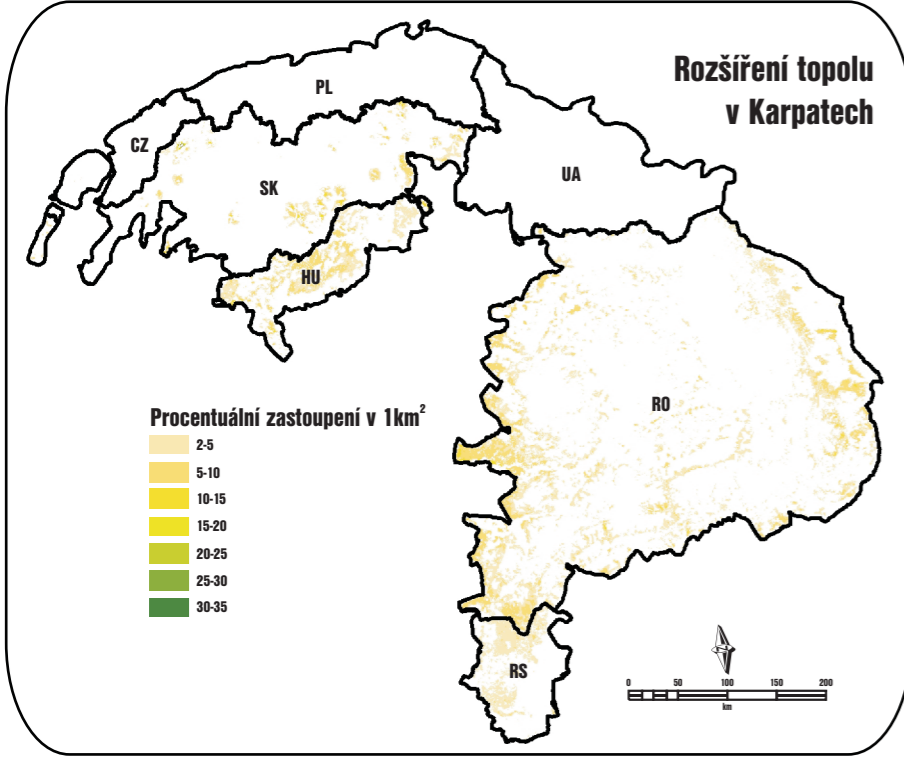 Rozšíření topolu
v Karpatech
PL
CZ
SK
UA
HU
RO
RS
Procentuální zastoupení v 1km²
2-5
5-10
10-15
15-20
20-25
25-30
30-35
0 50 100 150 200
km